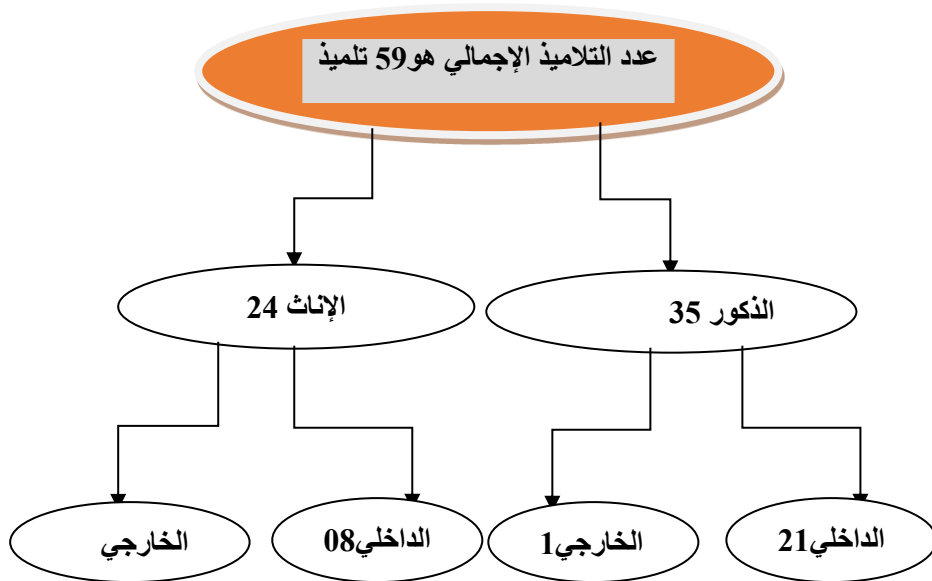 عدد التلاميذ الإجمالي هو59 تلميذ
الذكور 35
الإناث 24
الداخلي21
الخارجي1
الداخلي08
الخارجي